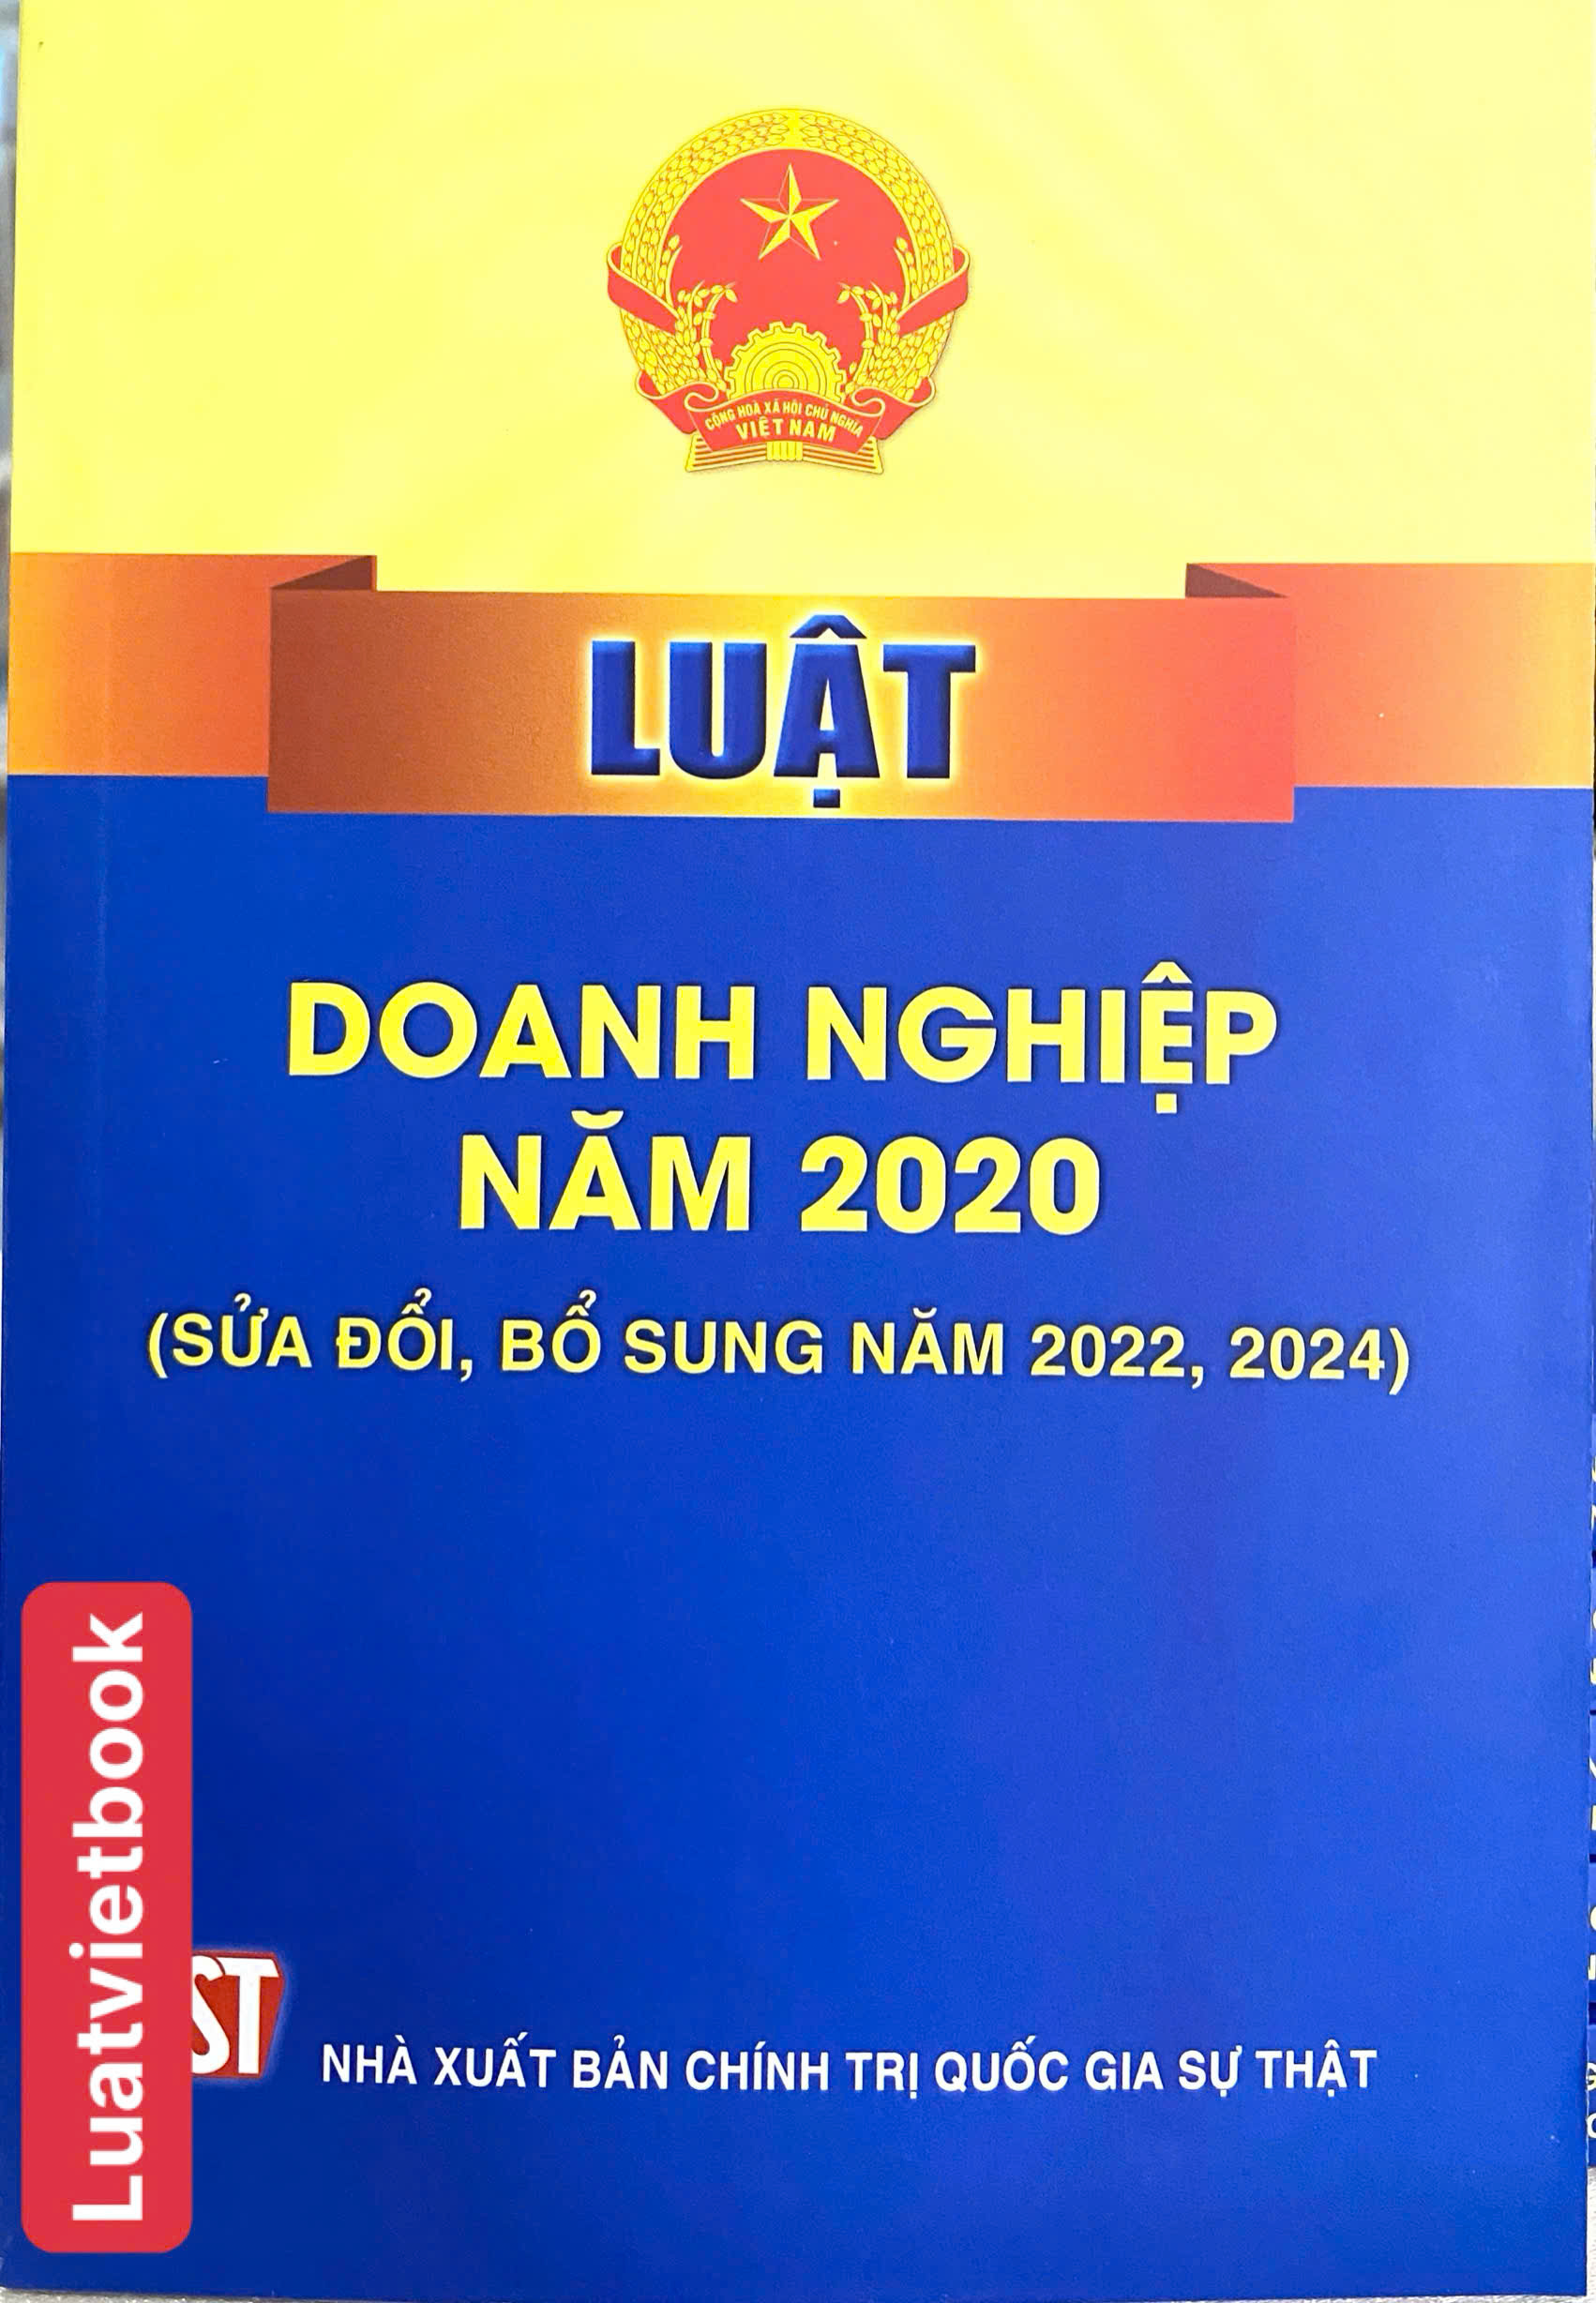 CỘNG HOÀ XÃ HỘI CHỦ NGHĨA
VIỆT NAM
LUẬT
DOANH NGHIỆP
NĂM 2020
(SỬA ĐỔI, BỔ SUNG NĂM 2022, 2024)
Luatvietbook
ST
NHÀ XUẤT BẢN CHÍNH TRỊ QUỐC GIA SỰ THẬT